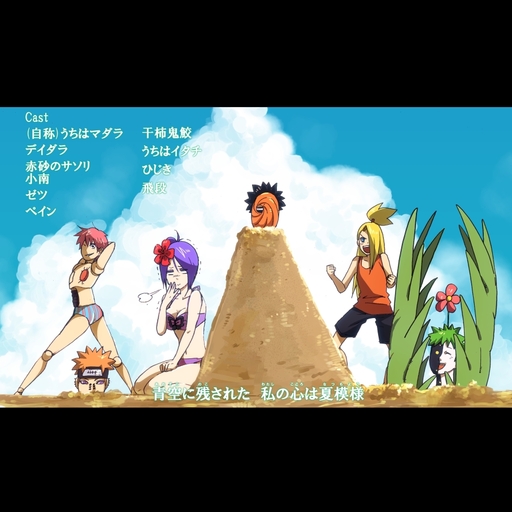 Cast
(自称)うちはマダラ
デイダラ
赤砂のサソリ
小南
ゼツ
ペイン
干柿鬼鮫
うちはイタチ
ひじき
飛段
青空に残された 私の心は夏模様